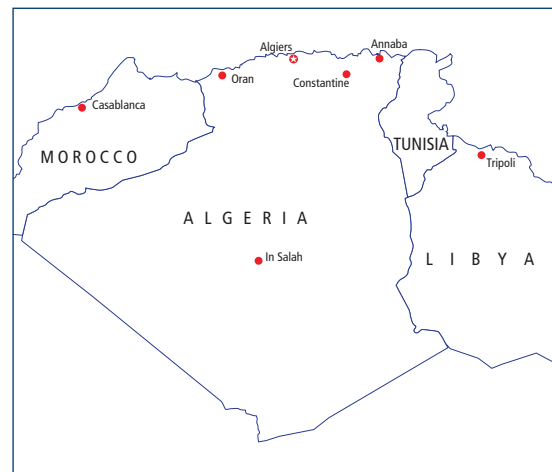 Algiers
Annaba
Oran
Constantine
Casablanca
TUNISIA
MOROCCO
Tripoli
ALGERIA
In Salah
LIBYA